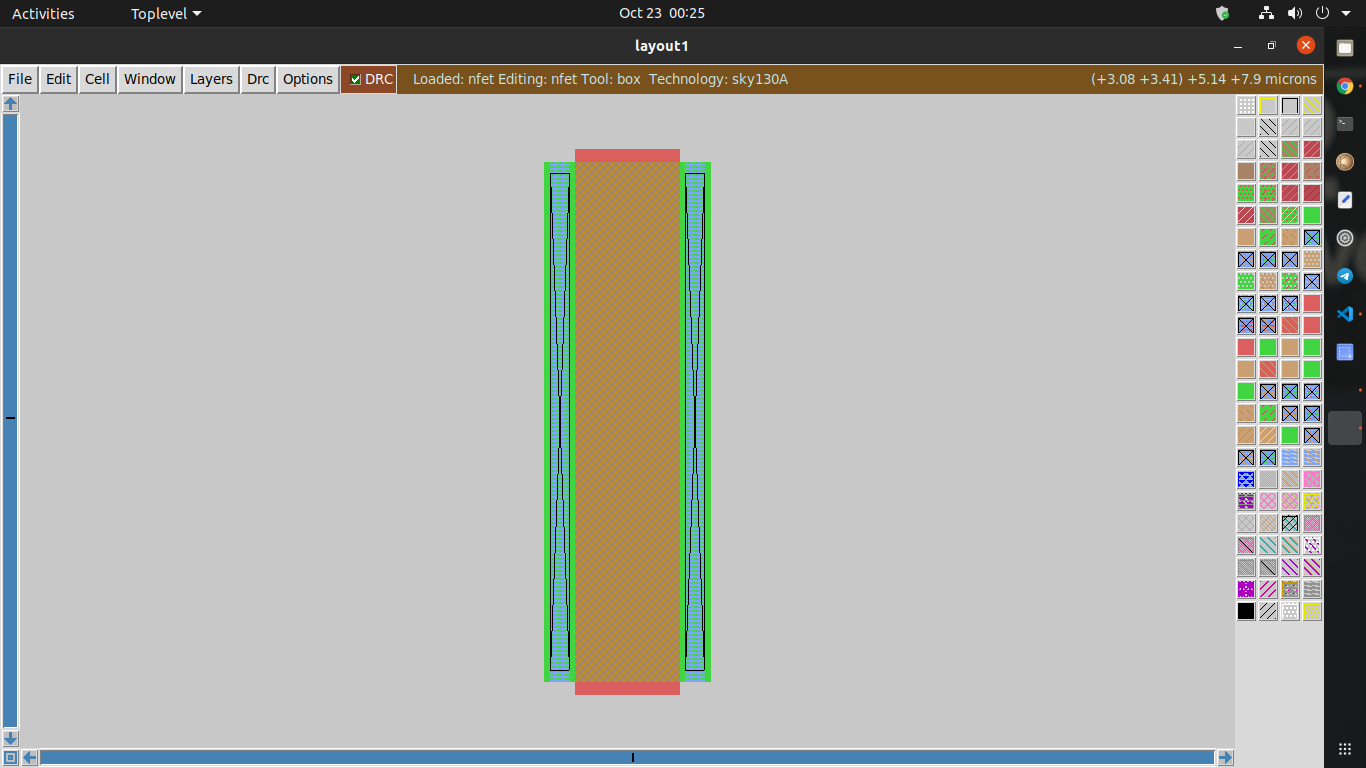 Activities Toplevel Oct 23 00:25
layout1
File Edit Cell Window Layers Drc Options DRC Loaded: nfet Editing: nfet Tool: box Technology: sky130A (+3.08 +3.41) +5.14 +7.9 microns